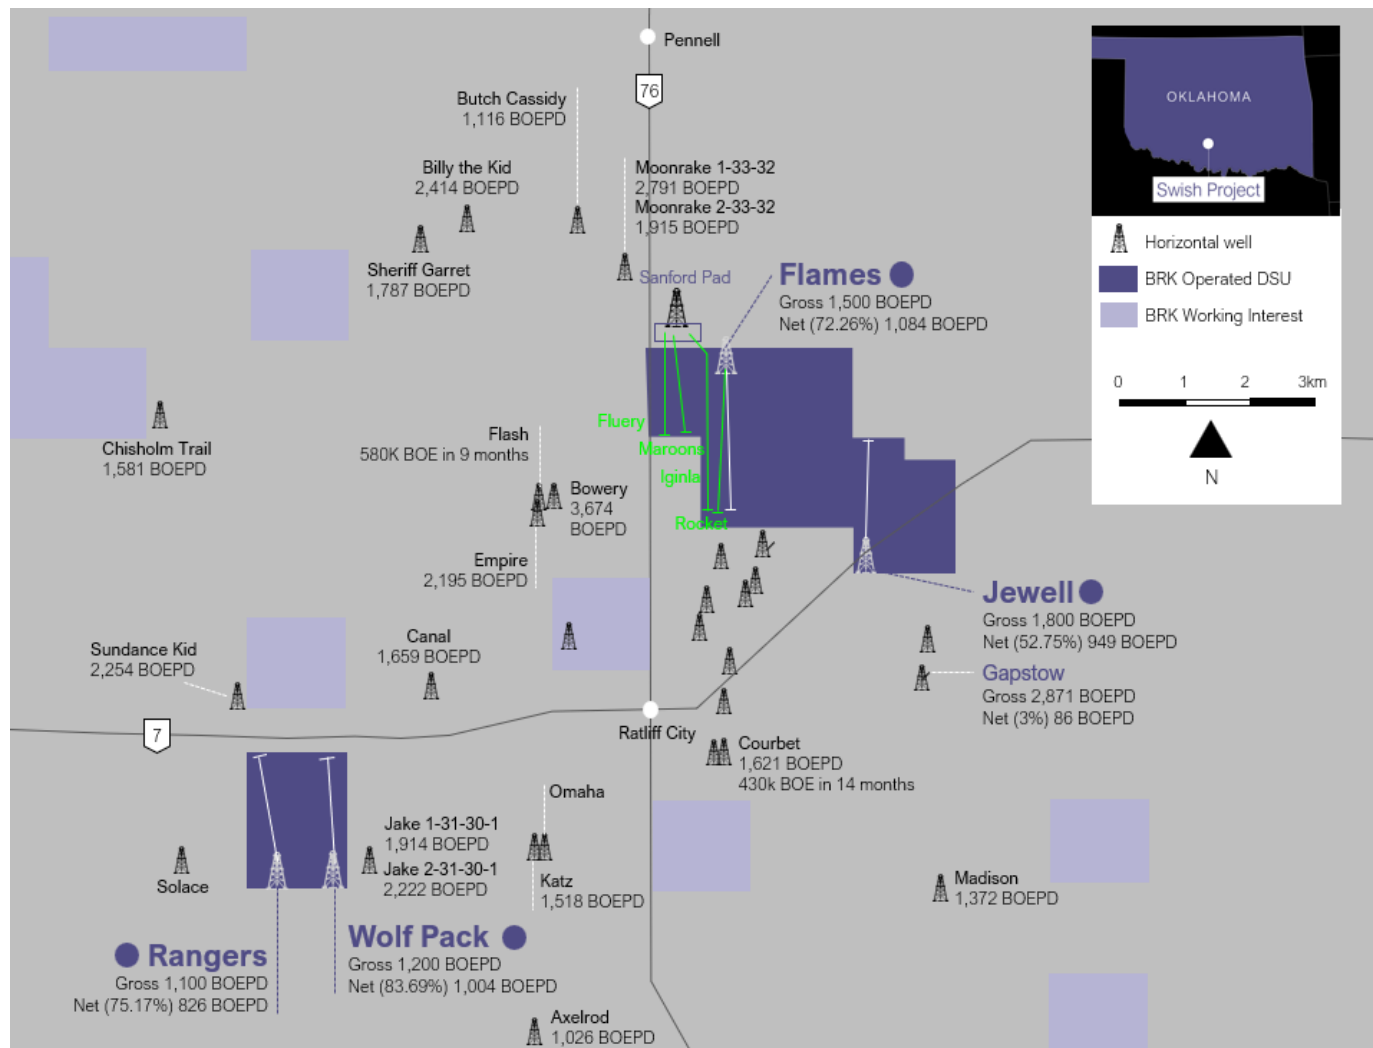 Pennell
76
Butch Cassidy
1,116 BOEPD
Billy the Kid
2,414 BOEPD
Moonrake 1-33-32
2,791 BOEPD
Moonrake 2-33-32
1,915 BOEPD
Sheriff Garret
1,787 BOEPD
Sanford Pad
Flames
Gross 1,500 BOEPD
Net (72.26%) 1,084 BOEPD
OKLAHOMA
Swish Project
Horizontal well
BRK Operated DSU
BRK Working Interest
0 1 2 3km
N
Chisholm Trail
1,581 BOEPD
Flash
580K BOE in 9 months
Fluery
Maroons
Iginla
Rocket
Bowery
3,674
BOEPD
Empire
2,195 BOEPD
Jewell
Gross 1,800 BOEPD
Net (52.75%) 949 BOEPD
Gapstow
Gross 2,871 BOEPD
Net (3%) 86 BOEPD
Sundance Kid
2,254 BOEPD
Canal
1,659 BOEPD
7
Ratliff City
Courbet
1,621 BOEPD
430k BOE in 14 months
Omaha
Jake 1-31-30-1
1,914 BOEPD
Jake 2-31-30-1
2,222 BOEPD
Solace
Katz
1,518 BOEPD
Madison
1,372 BOEPD
Rangers
Gross 1,100 BOEPD
Net (75.17%) 826 BOEPD
Wolf Pack
Gross 1,200 BOEPD
Net (83.69%) 1,004 BOEPD
Axelrod
1,026 BOEPD